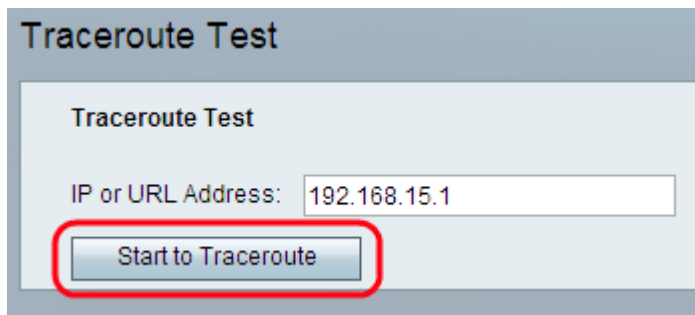 Traceroute Test
Traceroute Test
IP or URL Address: 192.168.15.1
Start to Traceroute